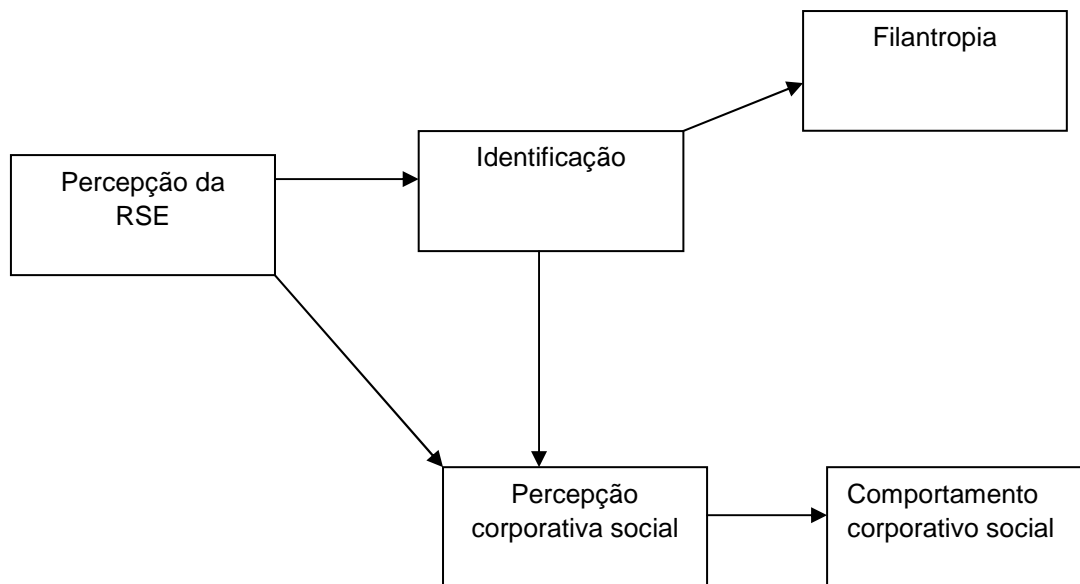 Filantropia
Identificação
Percepção da
RSE
Percepção
corporativa social
Comportamento
corporativo social